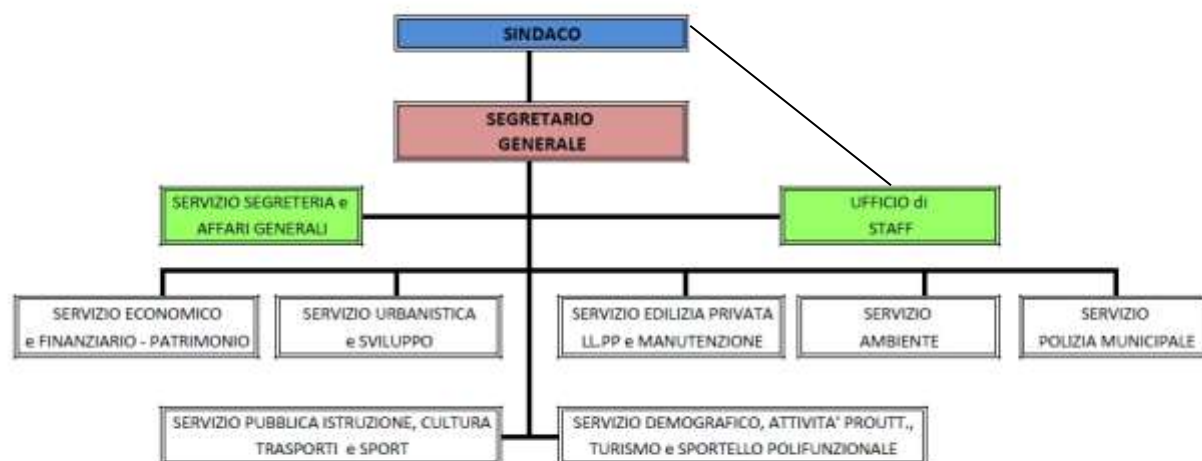 SINDACO
SEGRETARIO
GENERALE
SERVIZIO SEGRETERIA e
AFFARI GENERALI
UFFICIO di
STAFF
SERVIZIO ECONOMICO
e FINANZIARIO - PATRIMONIO
SERVIZIO URBANISTICA
e SVILUPPO
SERVIZIO EDILIZIA PRIVATA
LL.PP e MANUTENZIONE
SERVIZIO
AMBIENTE
SERVIZIO
POLIZIA MUNICIPALE
SERVIZIO PUBBLICA ISTRUZIONE, CULTURA
TRASPORTI e SPORT
SERVIZIO DEMOGRAFICO, ATTIVITA' PROUTT.,
TURISMO e SPORTELLO POLIFUNZIONALE